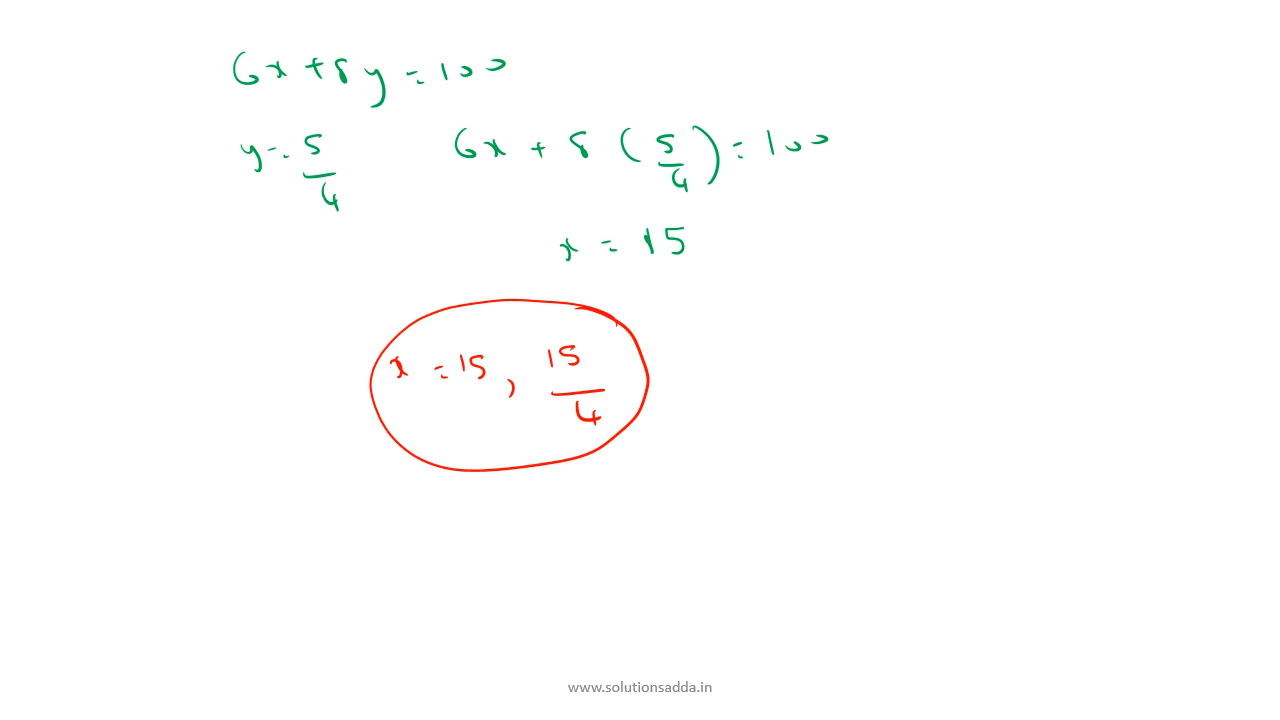 6x + 8y = 100
y = 5/4 6x + 8 (5/4) = 100
x = 15
x = 15, 15/4
www.solutionsadda.in